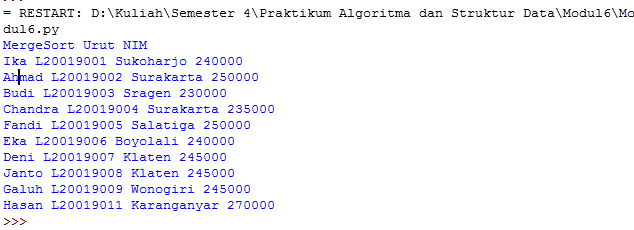 >>>
= RESTART: D:\Kuliah\Semester 4\Praktikum Algoritma dan Struktur Data\Modul6\Mo
dul6.py
MergeSort Urut NIM
Ika L20019001 Sukoharjo 240000
Ahmad L20019002 Surakarta 250000
Budi L20019003 Sragen 230000
Chandra L20019004 Surakarta 235000
Fandi L20019005 Salatiga 250000
Eka L20019006 Boyolali 240000
Deni L20019007 Klaten 245000
Janto L20019008 Klaten 245000
Galuh L20019009 Wonogiri 245000
Hasan L20019011 Karanganyar 270000
>>>